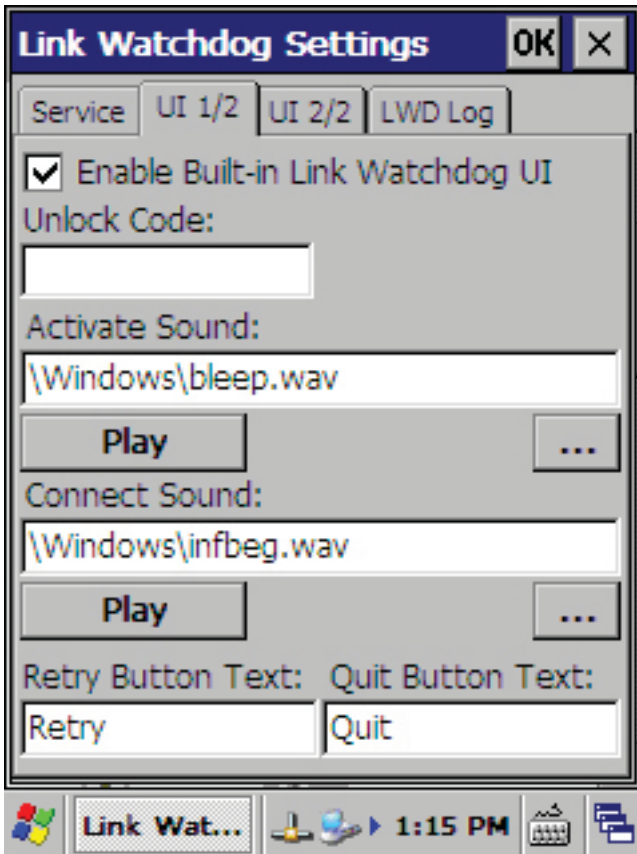 Link Watchdog Settings OK ×
Service UI 1/2 UI 2/2 LWD Log
Enable Built-in Link Watchdog UI
Unlock Code:
Activate Sound:
\Windows\bleep.wav
Play ...
Connect Sound:
\Windows\infbeg.wav
Play ...
Retry Button Text: Quit Button Text:
Retry Quit
Link Wat... 1:15 PM